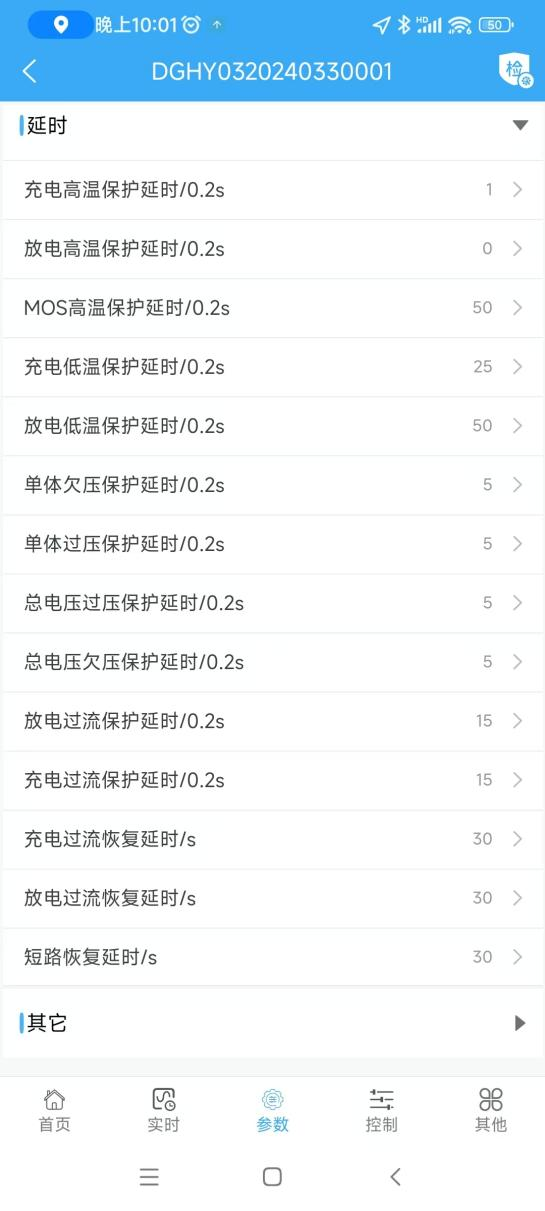 晚上10:01
HD
50
DGHY0320240330001
检
延时
充电高温保护延时/0.2s 1
放电高温保护延时/0.2s 0
MOS高温保护延时/0.2s 50
充电低温保护延时/0.2s 25
放电低温保护延时/0.2s 50
单体欠压保护延时/0.2s 5
单体过压保护延时/0.2s 5
总电压过压保护延时/0.2s 5
总电压欠压保护延时/0.2s 5
放电过流保护延时/0.2s 15
充电过流保护延时/0.2s 15
充电过流恢复延时/s 30
放电过流恢复延时/s 30
短路恢复延时/s 30
其它
首页 实时 参数 控制 其他